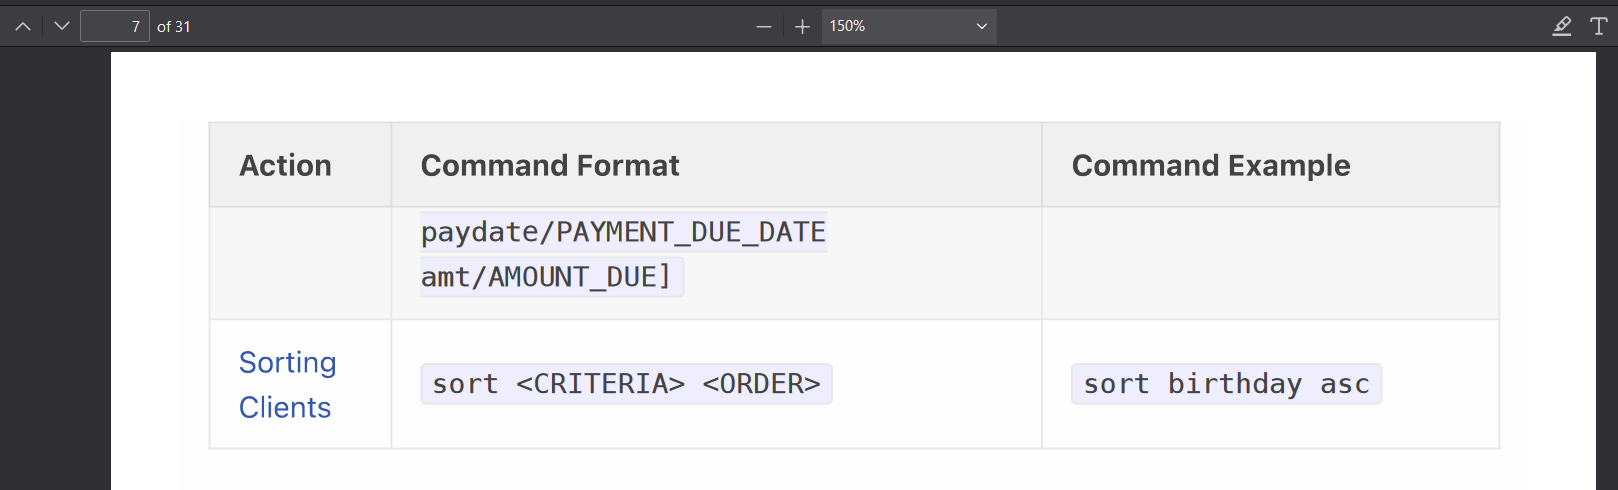 7 of 31 150%
Action Command Format Command Example
paydate/PAYMENT_DUE_DATE
amt/AMOUNT_DUE]
Sorting
Clients
sort <CRITERIA> <ORDER>
sort birthday asc